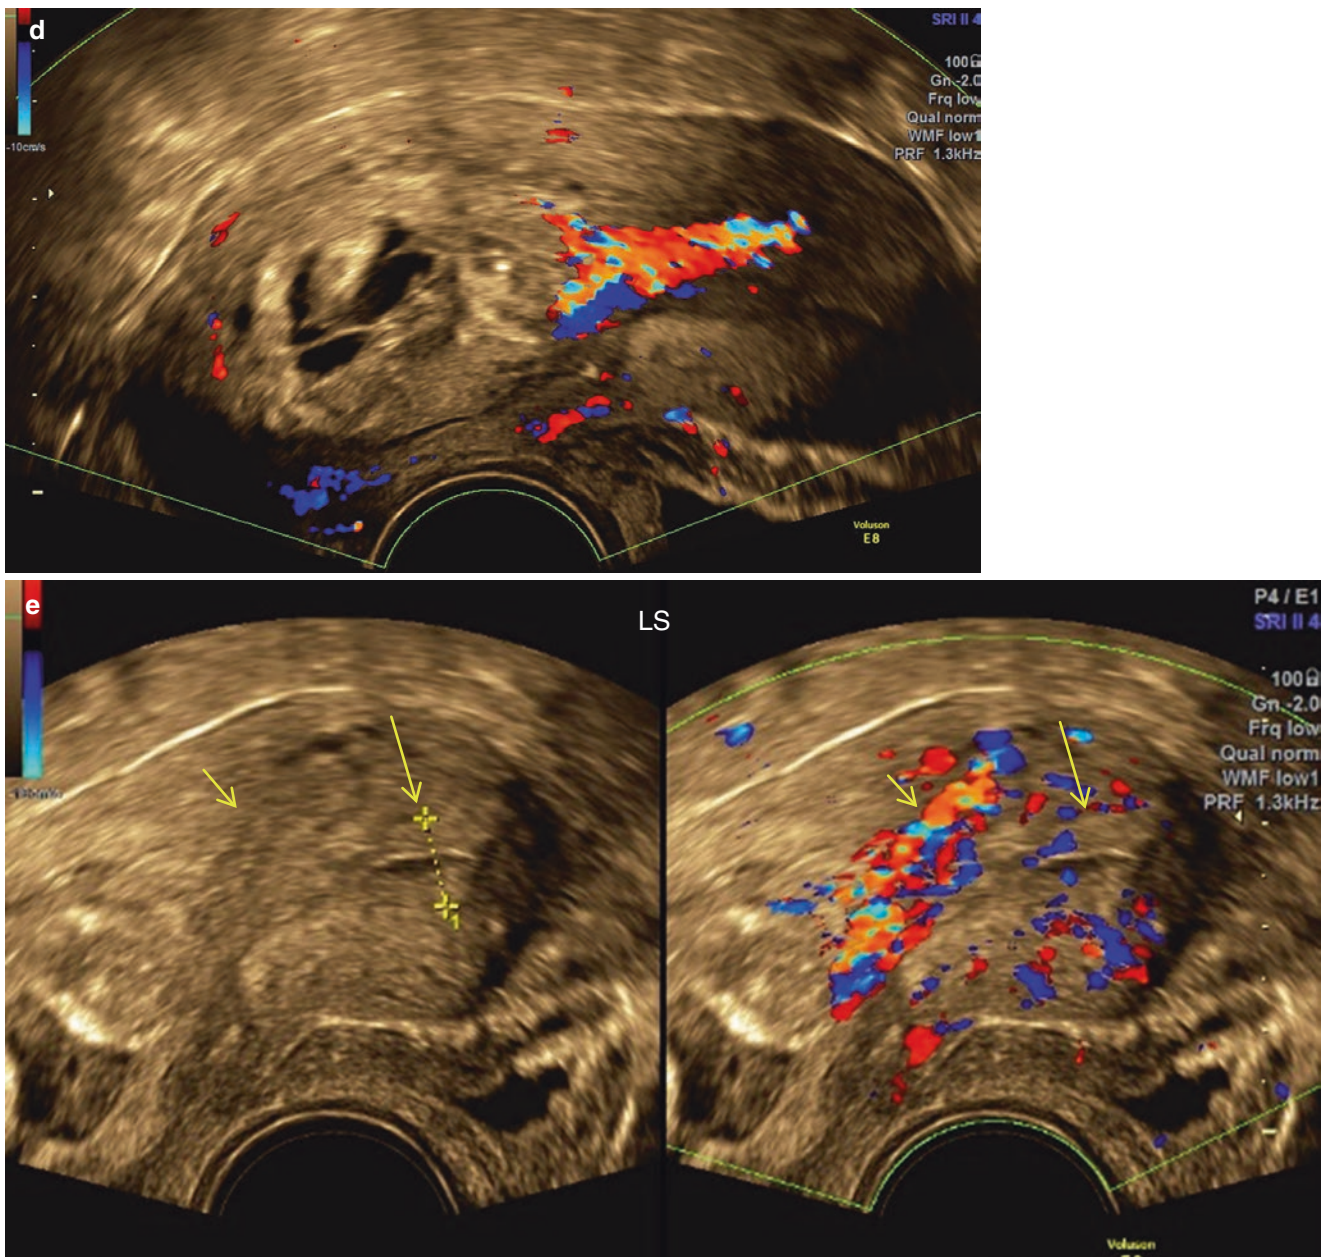 d
SRI II 4
100
Gn -2.0
Frq low
Qual norm
WMF low1
PRF 1.3kHz
-10cm/s
Voluson
E8
e
LS
P4 / E1
SRI II 4
100
Gn -2.0
Frq low
Qual norm
WMF low1
PRF 1.3kHz
1
Voluson